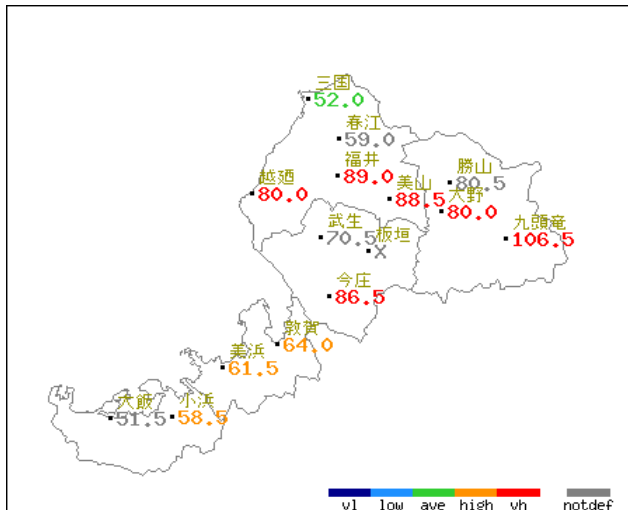 三国
52.0
春江
59.0
福井
89.0
勝山
80.5
越廼
80.0
美山
88.5
大野
80.0
武生
70.5
板垣
X
九頭竜
106.5
今庄
86.5
敦賀
64.0
美浜
61.5
大飯
51.5
小浜
58.5
vl low ave high vh notdef